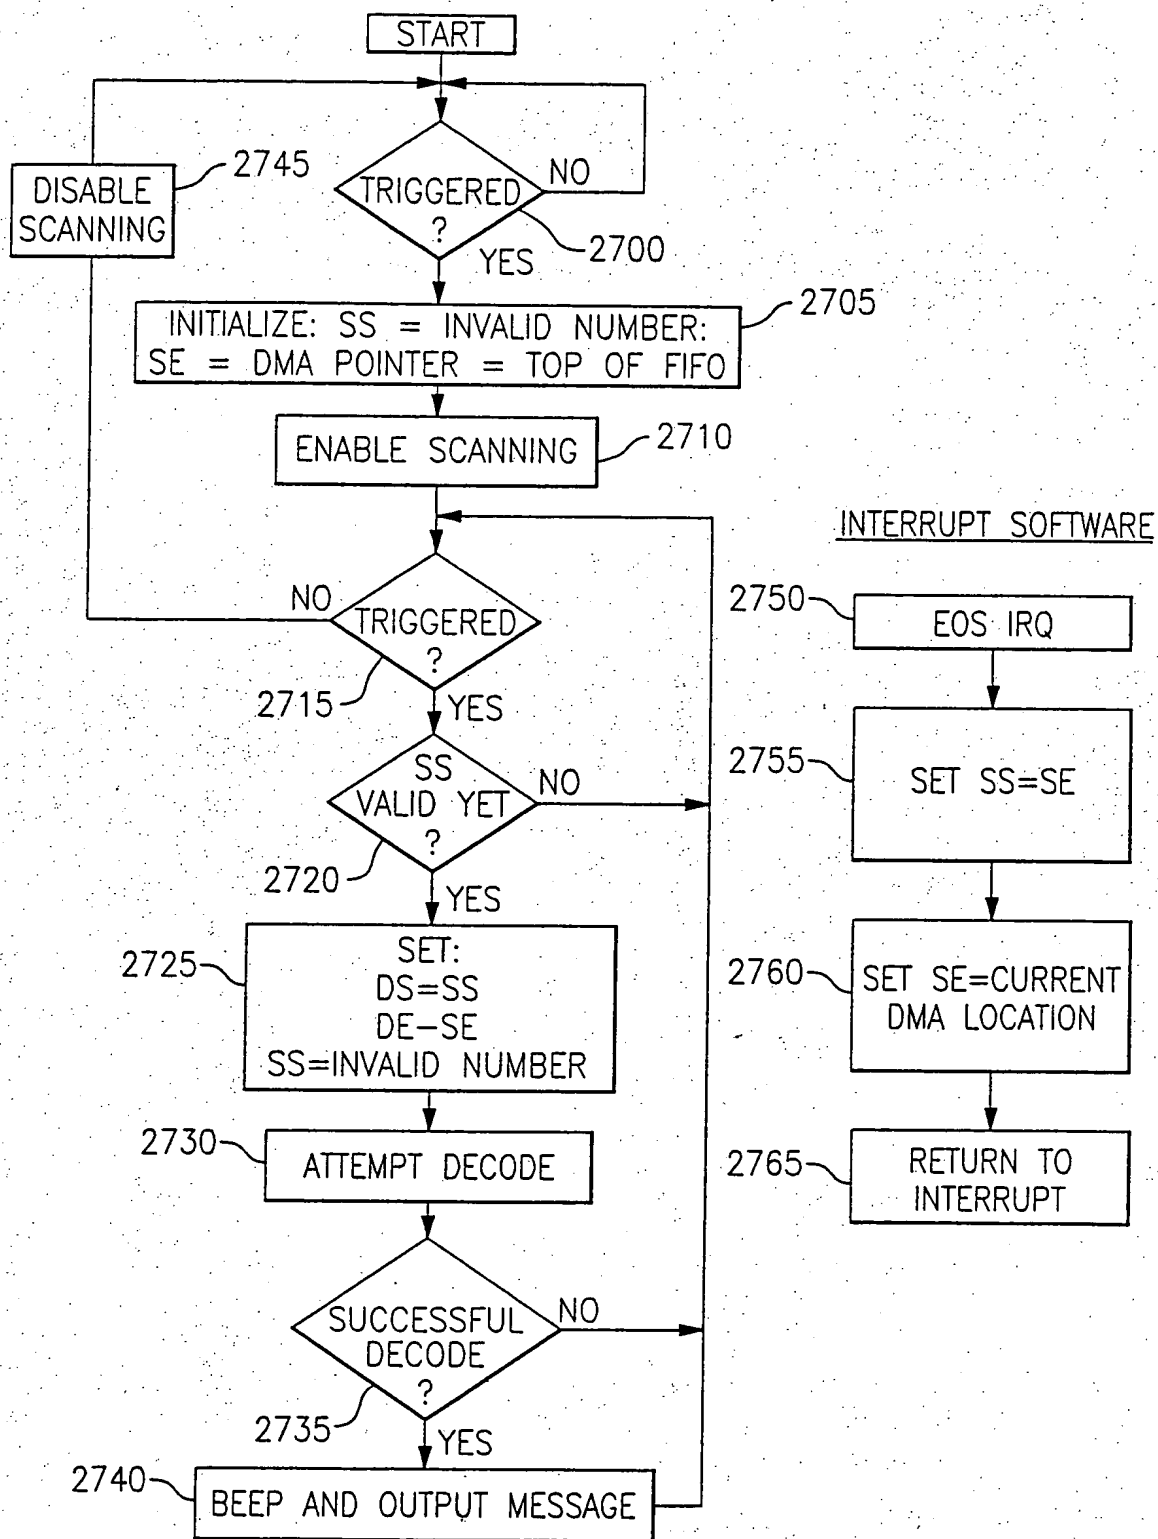 START
DISABLE
SCANNING
2745
TRIGGERED
?
NO
2700
YES
INITIALIZE: SS = INVALID NUMBER:
SE = DMA POINTER = TOP OF FIFO
2705
ENABLE SCANNING
2710
NO
TRIGGERED
?
2715
YES
SS
VALID YET
?
NO
2720
YES
2725
SET:
DS=SS
DE-SE
SS=INVALID NUMBER
2730
ATTEMPT DECODE
SUCCESSFUL
DECODE
?
NO
2735
YES
2740
BEEP AND OUTPUT MESSAGE
INTERRUPT SOFTWARE
2750
EOS IRQ
2755
SET SS=SE
2760
SET SE=CURRENT
DMA LOCATION
2765
RETURN TO
INTERRUPT